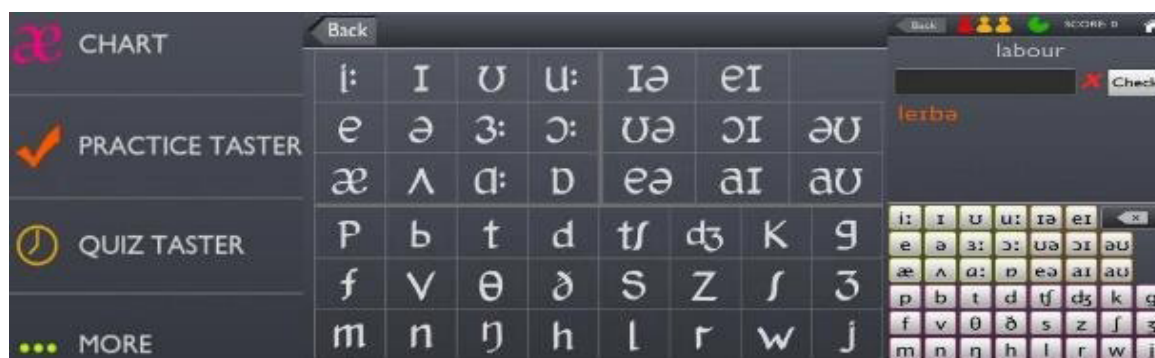 æ CHART
PRACTICE TASTER
QUIZ TASTER
MORE
Back
iː ɪ ʊ uː ɪə eɪ
e ə ɜː ɔː ʊə ɔɪ əʊ
æ ʌ ɑː ɒ eə aɪ aʊ
p b t d tʃ dʒ k g
f v θ ð s z ʃ ʒ
m n ŋ h l r w j
Back SCORE 0
labour
Check
leɪbə
iː ɪ ʊ uː ɪə eɪ
e ə ɜː ɔː ʊə ɔɪ əʊ
æ ʌ ɑː ɒ eə aɪ aʊ
p b t d tʃ dʒ k g
f v θ ð s z ʃ ʒ
m n ŋ h l r w j